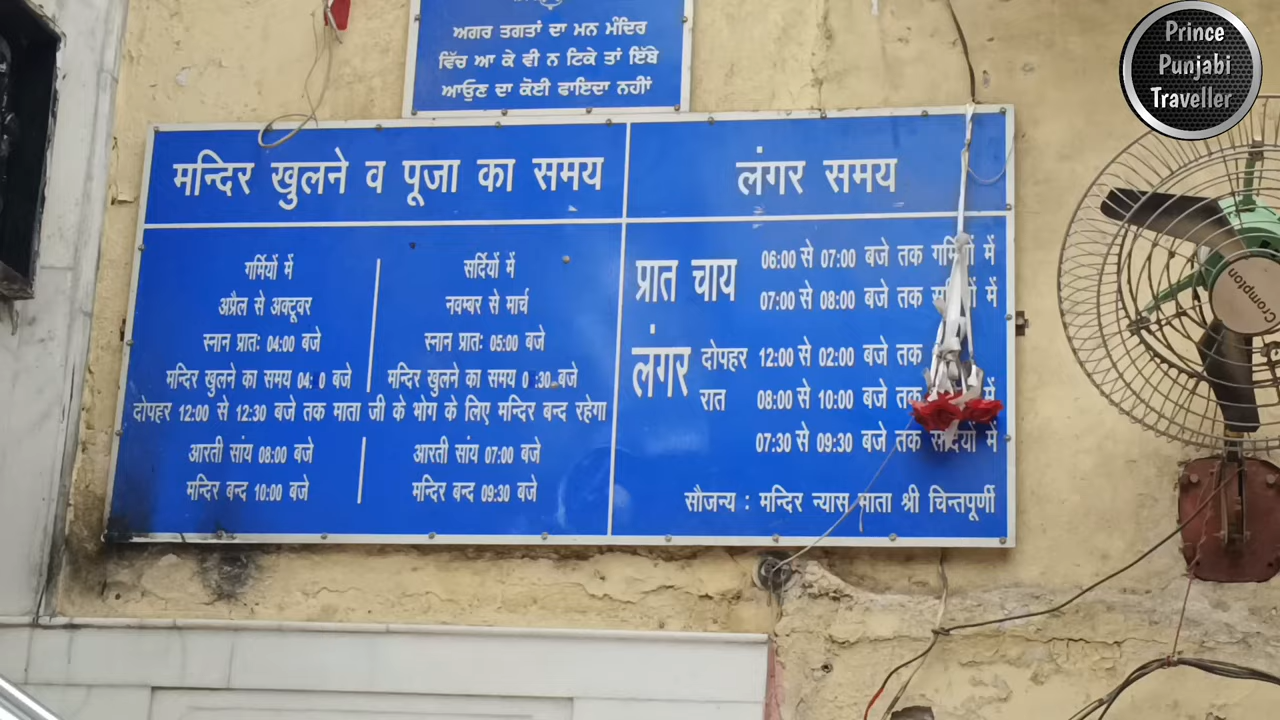 ਅਗਰ ਤਗਤਾਂ ਦਾ ਮਨ ਮੰਦਿਰ
ਵਿੱਚ ਆ ਕੇ ਵੀ ਨ ਟਿਕੇ ਤਾਂ ਇੱਥੇ
ਆਉਣ ਦਾ ਕੋਈ ਫਾਇਦਾ ਨਹੀਂ
मन्दिर खुलने व पूजा का समय
गर्मियों में
अप्रैल से अक्टूवर
स्नान प्रातः 04:00 बजे
मन्दिर खुलने का समय बजे
सर्दियों में
नवम्बर से मार्च
स्नान प्रातः 05:00 बजे
मन्दिर खुलने का समय बजे
दोपहर 12:00 से 12:30 बजे तक माता जी के भोग के लिए मन्दिर बन्द रहेगा
आरती सांय 08:00 बजे
मन्दिर बन्द 10:00 बजे
आरती सांय 07:00 बजे
मन्दिर बन्द 09:30 बजे
लंगर समय
प्रात चाय 06:00 से 07:00 बजे तक गर्मियों में
07:00 से 08:00 बजे तक में
लंगर दोपहर 12:00 से 02:00 बजे तक
रात 08:00 से 10:00 बजे तक में
07:30 से 09:30 बजे तक सर्दियों में
सौजन्य : मन्दिर न्यास माता श्री चिन्तपूर्णी
Prince
Punjabi
Traveller
Crompton